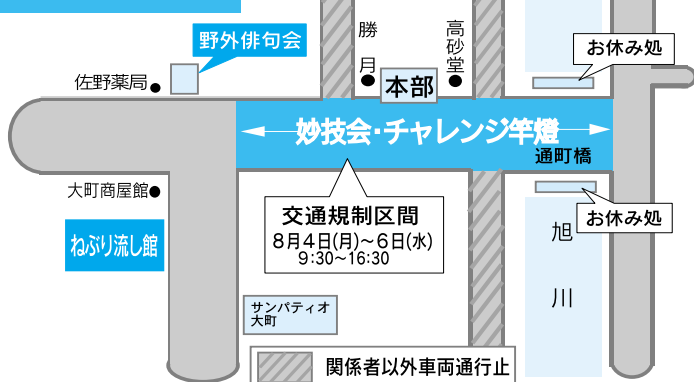 野外俳句会
勝月
高砂堂
お休み処
佐野薬局
本部
妙技会・チャレンジ竿燈
通町橋
大町商屋館
交通規制区間
8月4日(月)〜6日(水)
9:30〜16:30
お休み処
ねぶり流し館
旭川
サンパティオ
大町
関係者以外車両通行止